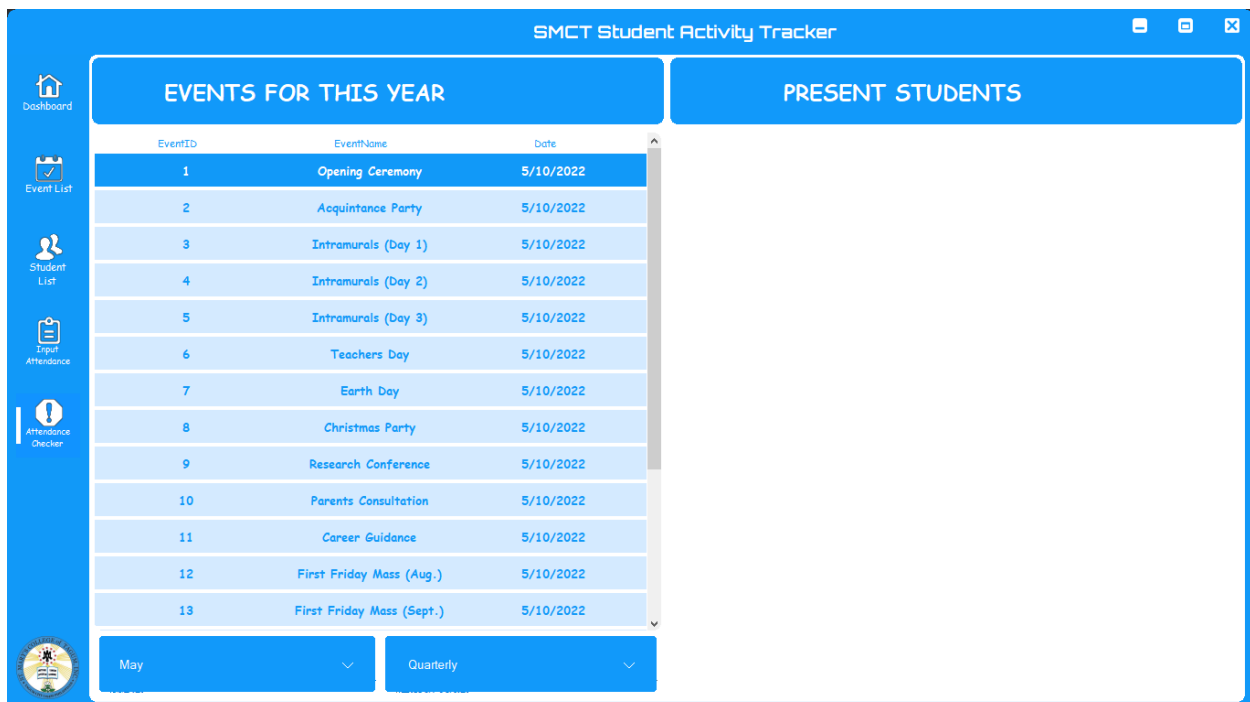 SMCT Student Activity Tracker
Dashboard
Event List
Student
List
Input
Attendance
Attendance
Checker
EVENTS FOR THIS YEAR
EventID EventName Date
1 Opening Ceremony 5/10/2022
2 Acquintance Party 5/10/2022
3 Intramurals (Day 1) 5/10/2022
4 Intramurals (Day 2) 5/10/2022
5 Intramurals (Day 3) 5/10/2022
6 Teachers Day 5/10/2022
7 Earth Day 5/10/2022
8 Christmas Party 5/10/2022
9 Research Conference 5/10/2022
10 Parents Consultation 5/10/2022
11 Career Guidance 5/10/2022
12 First Friday Mass (Aug.) 5/10/2022
13 First Friday Mass (Sept.) 5/10/2022
May
Quarterly
PRESENT STUDENTS